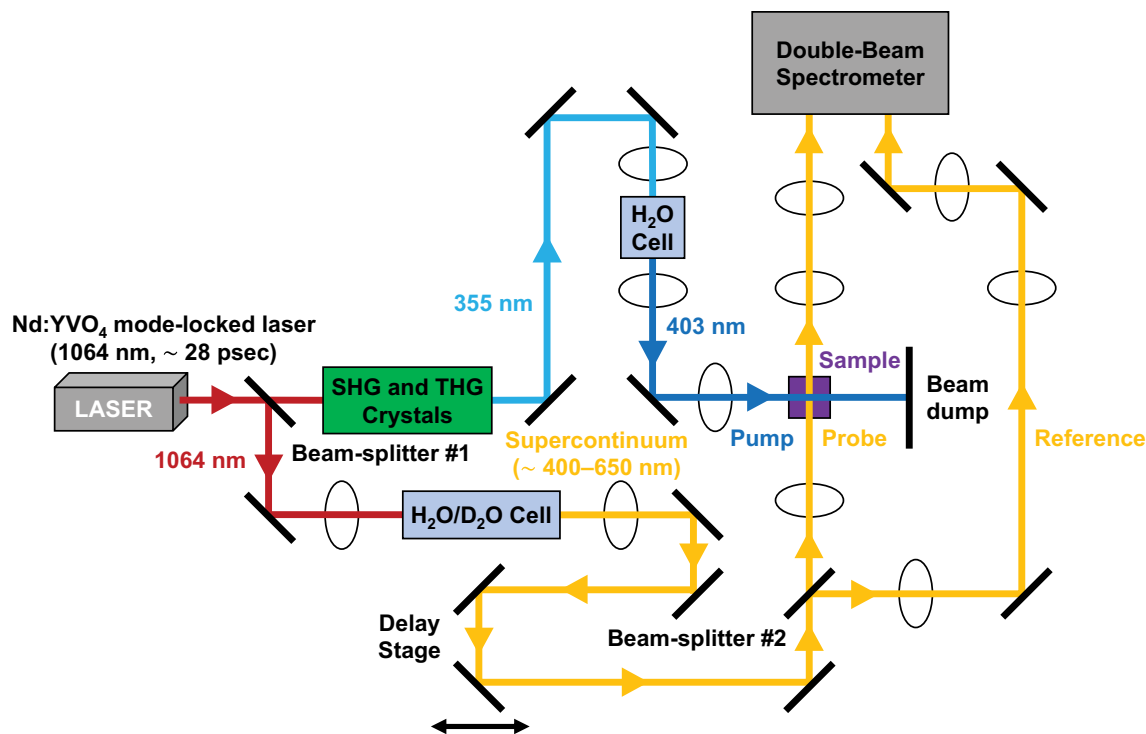 Double-Beam
Spectrometer
H₂O
Cell
355 nm
403 nm
Nd:YVO₄ mode-locked laser
(1064 nm, ~ 28 psec)
LASER
SHG and THG
Crystals
Sample
Beam
dump
Pump
Probe
Reference
Beam-splitter #1
Supercontinuum
(~ 400–650 nm)
1064 nm
H₂O/D₂O Cell
Delay
Stage
Beam-splitter #2